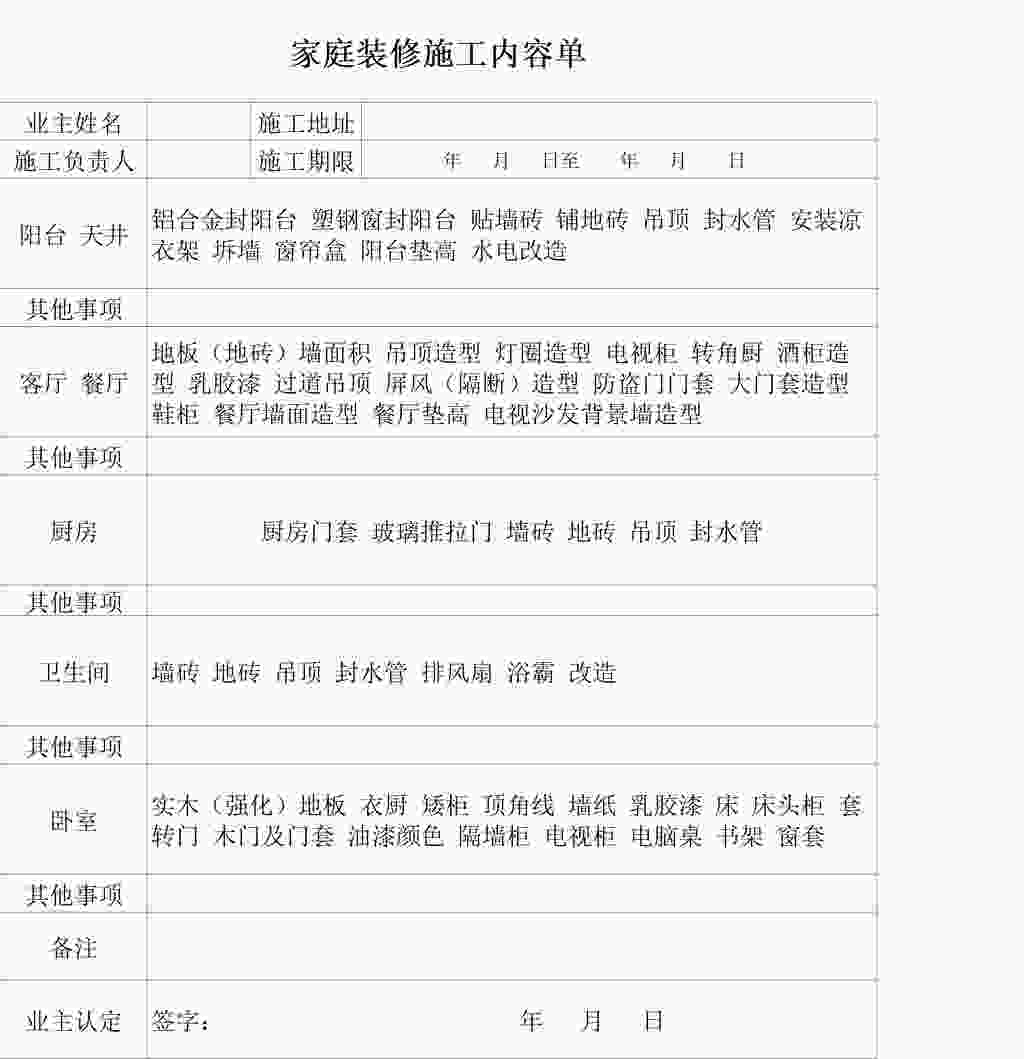 家庭装修施工内容单
业主姓名 施工地址
施工负责人 施工期限 年 月 日至 年 月 日
阳台 天井
铝合金封阳台 塑钢窗封阳台 贴墙砖 铺地砖 吊顶 封水管 安装凉
衣架 拆墙 窗帘盒 阳台垫高 水电改造
其他事项
客厅 餐厅
地板（地砖）墙面积 吊顶造型 灯圈造型 电视柜 转角厨 酒柜造
型 乳胶漆 过道吊顶 屏风（隔断）造型 防盗门门套 大门套造型
鞋柜 餐厅墙面造型 餐厅垫高 电视沙发背景墙造型
其他事项
厨房 厨房门套 玻璃推拉门 墙砖 地砖 吊顶 封水管
其他事项
卫生间 墙砖 地砖 吊顶 封水管 排风扇 浴霸 改造
其他事项
卧室
实木（强化）地板 衣厨 矮柜 顶角线 墙纸 乳胶漆 床 床头柜 套
转门 木门及门套 油漆颜色 隔墙柜 电视柜 电脑桌 书架 窗套
其他事项
备注
业主认定 签字： 年 月 日